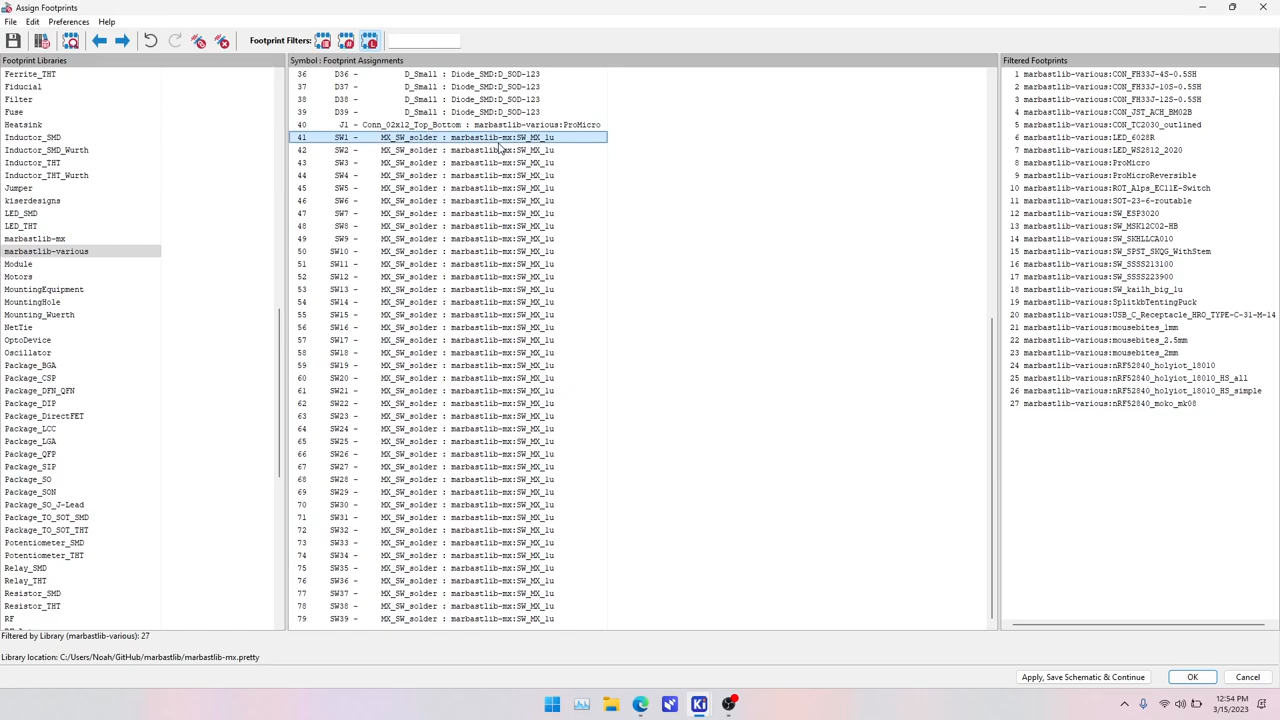 Assign Footprints
File Edit Preferences Help
Footprint Filters:
Footprint Libraries
Ferrite_THT
Fiducial
Filter
Fuse
Heatsink
Inductor_SMD
Inductor_SMD_Wurth
Inductor_THT
Inductor_THT_Wurth
Jumper
kiserdesigns
LED_SMD
LED_THT
marbastlib-mx
marbastlib-various
Module
Motors
MountingEquipment
MountingHole
Mounting_Wuerth
NetTie
OptoDevice
Oscillator
Package_BGA
Package_CSP
Package_DFN_QFN
Package_DIP
Package_DirectFET
Package_LCC
Package_LGA
Package_QFP
Package_SIP
Package_SO
Package_SON
Package_SO_J-Lead
Package_TO_SOT_SMD
Package_TO_SOT_THT
Potentiometer_SMD
Potentiometer_THT
Relay_SMD
Relay_THT
Resistor_SMD
Resistor_THT
RF
Symbol : Footprint Assignments
36 D36 - D_Small : Diode_SMD:D_SOD-123
37 D37 - D_Small : Diode_SMD:D_SOD-123
38 D38 - D_Small : Diode_SMD:D_SOD-123
39 D39 - D_Small : Diode_SMD:D_SOD-123
40 J1 - Conn_02x12_Top_Bottom : marbastlib-various:ProMicro
41 SW1 - MX_SW_solder : marbastlib-mx:SW_MX_1u
42 SW2 - MX_SW_solder : marbastlib-mx:SW_MX_1u
43 SW3 - MX_SW_solder : marbastlib-mx:SW_MX_1u
44 SW4 - MX_SW_solder : marbastlib-mx:SW_MX_1u
45 SW5 - MX_SW_solder : marbastlib-mx:SW_MX_1u
46 SW6 - MX_SW_solder : marbastlib-mx:SW_MX_1u
47 SW7 - MX_SW_solder : marbastlib-mx:SW_MX_1u
48 SW8 - MX_SW_solder : marbastlib-mx:SW_MX_1u
49 SW9 - MX_SW_solder : marbastlib-mx:SW_MX_1u
50 SW10 - MX_SW_solder : marbastlib-mx:SW_MX_1u
51 SW11 - MX_SW_solder : marbastlib-mx:SW_MX_1u
52 SW12 - MX_SW_solder : marbastlib-mx:SW_MX_1u
53 SW13 - MX_SW_solder : marbastlib-mx:SW_MX_1u
54 SW14 - MX_SW_solder : marbastlib-mx:SW_MX_1u
55 SW15 - MX_SW_solder : marbastlib-mx:SW_MX_1u
56 SW16 - MX_SW_solder : marbastlib-mx:SW_MX_1u
57 SW17 - MX_SW_solder : marbastlib-mx:SW_MX_1u
58 SW18 - MX_SW_solder : marbastlib-mx:SW_MX_1u
59 SW19 - MX_SW_solder : marbastlib-mx:SW_MX_1u
60 SW20 - MX_SW_solder : marbastlib-mx:SW_MX_1u
61 SW21 - MX_SW_solder : marbastlib-mx:SW_MX_1u
62 SW22 - MX_SW_solder : marbastlib-mx:SW_MX_1u
63 SW23 - MX_SW_solder : marbastlib-mx:SW_MX_1u
64 SW24 - MX_SW_solder : marbastlib-mx:SW_MX_1u
65 SW25 - MX_SW_solder : marbastlib-mx:SW_MX_1u
66 SW26 - MX_SW_solder : marbastlib-mx:SW_MX_1u
67 SW27 - MX_SW_solder : marbastlib-mx:SW_MX_1u
68 SW28 - MX_SW_solder : marbastlib-mx:SW_MX_1u
69 SW29 - MX_SW_solder : marbastlib-mx:SW_MX_1u
70 SW30 - MX_SW_solder : marbastlib-mx:SW_MX_1u
71 SW31 - MX_SW_solder : marbastlib-mx:SW_MX_1u
72 SW32 - MX_SW_solder : marbastlib-mx:SW_MX_1u
73 SW33 - MX_SW_solder : marbastlib-mx:SW_MX_1u
74 SW34 - MX_SW_solder : marbastlib-mx:SW_MX_1u
75 SW35 - MX_SW_solder : marbastlib-mx:SW_MX_1u
76 SW36 - MX_SW_solder : marbastlib-mx:SW_MX_1u
77 SW37 - MX_SW_solder : marbastlib-mx:SW_MX_1u
78 SW38 - MX_SW_solder : marbastlib-mx:SW_MX_1u
79 SW39 - MX_SW_solder : marbastlib-mx:SW_MX_1u
Filtered Footprints
1 marbastlib-various:CON_FH33J-4S-0.5SH
2 marbastlib-various:CON_FH33J-10S-0.5SH
3 marbastlib-various:CON_FH33J-12S-0.5SH
4 marbastlib-various:CON_JST_ACH_BM02B
5 marbastlib-various:CON_TC2030_outlined
6 marbastlib-various:LED_6028R
7 marbastlib-various:LED_WS2812_2020
8 marbastlib-various:ProMicro
9 marbastlib-various:ProMicroReversible
10 marbastlib-various:ROT_Alps_EC11E-Switch
11 marbastlib-various:SOT-23-6-routable
12 marbastlib-various:SW_ESP3020
13 marbastlib-various:SW_MSK12C02-HB
14 marbastlib-various:SW_SKHLLCA010
15 marbastlib-various:SW_SPST_SKQG_WithStem
16 marbastlib-various:SW_SSSS213100
17 marbastlib-various:SW_SSSS223900
18 marbastlib-various:SW_kailh_big_1u
19 marbastlib-various:SplitkbTentingPuck
20 marbastlib-various:USB_C_Receptacle_HRO_TYPE-C-31-M-14
21 marbastlib-various:mousebites_1mm
22 marbastlib-various:mousebites_2.5mm
23 marbastlib-various:mousebites_2mm
24 marbastlib-various:nRF52840_holyiot_18010
25 marbastlib-various:nRF52840_holyiot_18010_HS_all
26 marbastlib-various:nRF52840_holyiot_18010_HS_simple
27 marbastlib-various:nRF52840_moko_mk08
Filtered by Library (marbastlib-various): 27
Library location: C:/Users/Noah/GitHub/marbastlib/marbastlib-mx.pretty
Apply, Save Schematic & Continue OK Cancel
12:54 PM
3/15/2023